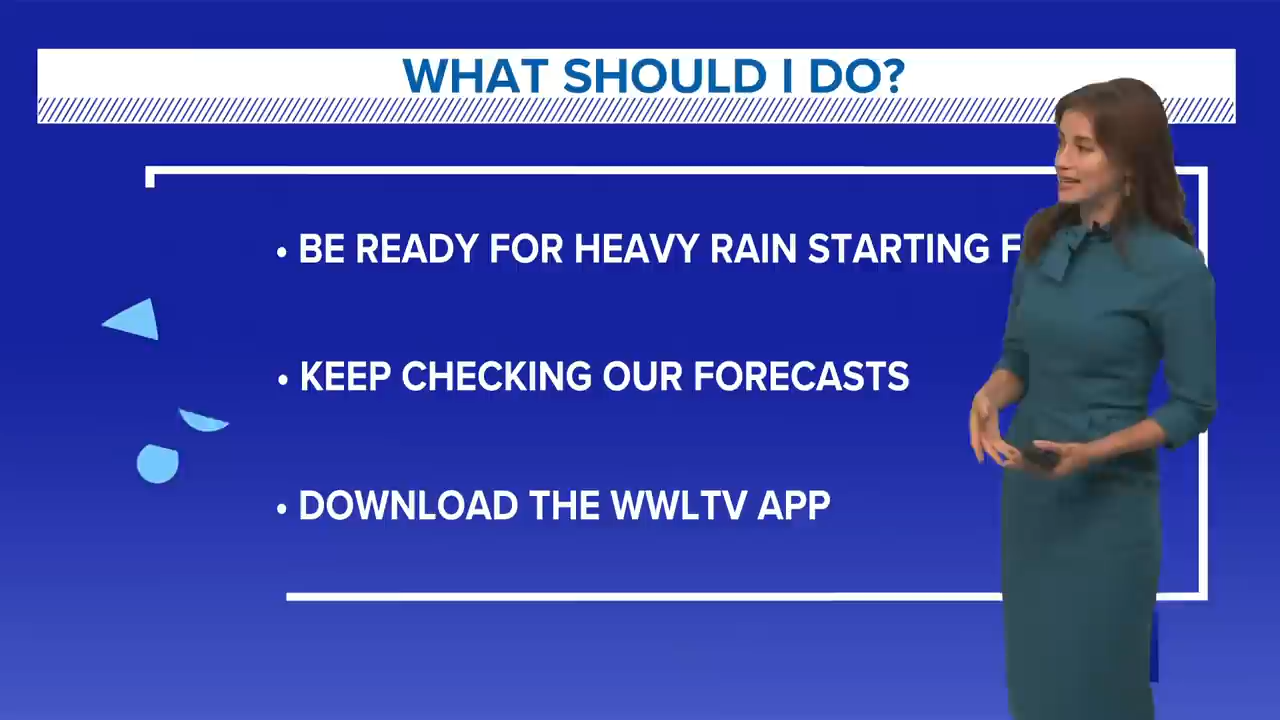 WHAT SHOULD I DO?
• BE READY FOR HEAVY RAIN STARTING F
• KEEP CHECKING OUR FORECASTS
• DOWNLOAD THE WWLTV APP